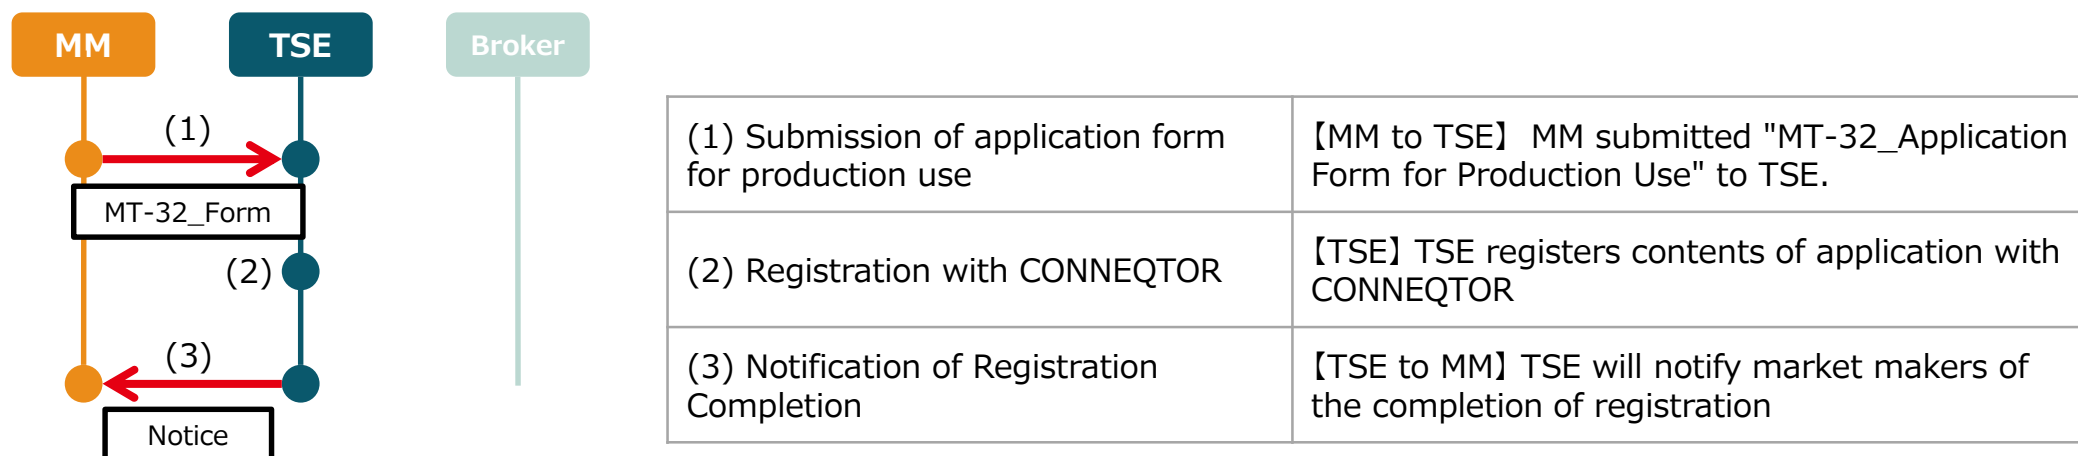 MM
TSE
Broker
(1)
MT-32_Form
(2)
(3)
Notice
(1) Submission of application form
for production use
【MM to TSE】 MM submitted "MT-32_Application
Form for Production Use" to TSE.
(2) Registration with CONNEQTOR
【TSE】TSE registers contents of application with
CONNEQTOR
(3) Notification of Registration
Completion
【TSE to MM】TSE will notify market makers of
the completion of registration